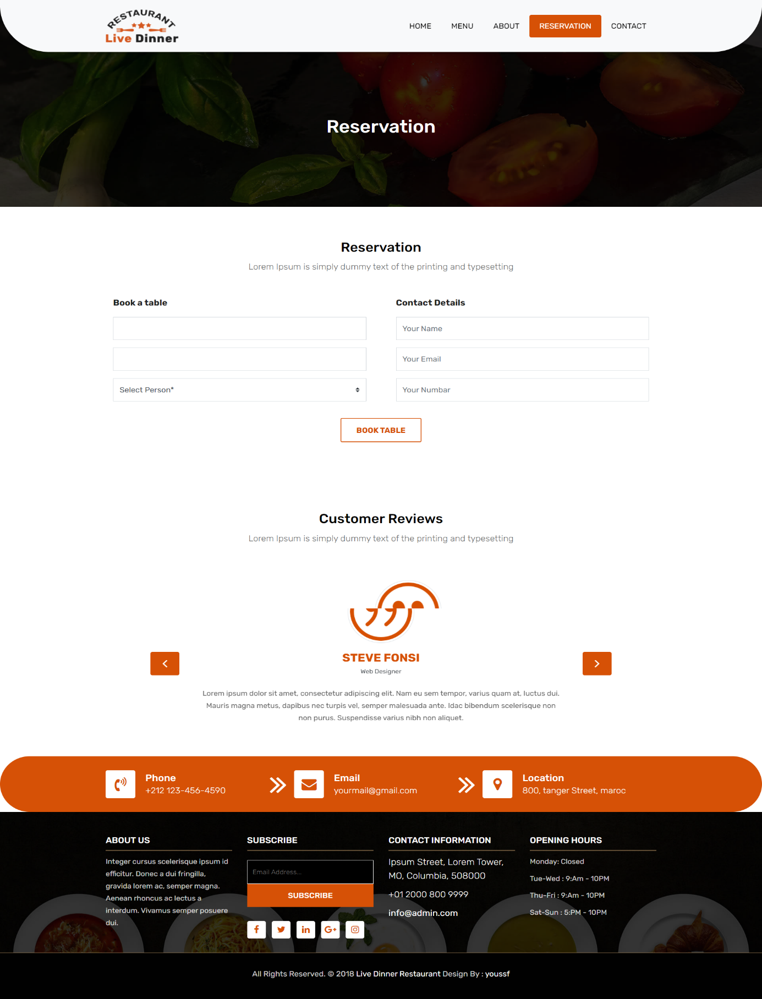 RESTAURANT
Live Dinner
HOME
MENU
ABOUT
RESERVATION
CONTACT
Reservation
Reservation
Lorem Ipsum is simply dummy text of the printing and typesetting
Book a table
Select Person*
Contact Details
Your Name
Your Email
Your Numbar
BOOK TABLE
Customer Reviews
Lorem Ipsum is simply dummy text of the printing and typesetting
STEVE FONSI
Web Designer
Lorem ipsum dolor sit amet, consectetur adipiscing elit. Nam eu sem tempor, varius quam at, luctus dui.
Mauris magna metus, dapibus nec turpis vel, semper malesuada ante. Idac bibendum scelerisque non
non purus. Suspendisse varius nibh non aliquet.
Phone
+212 123-456-4590
Email
yourmail@gmail.com
Location
800, tanger Street, maroc
ABOUT US
Integer cursus scelerisque ipsum id
efficitur. Donec a dui fringilla,
gravida lorem ac, semper magna.
Aenean rhoncus ac lectus a
interdum. Vivamus semper posuere
dui.
SUBSCRIBE
Email Address...
SUBSCRIBE
CONTACT INFORMATION
Ipsum Street, Lorem Tower,
MO, Columbia, 508000
+01 2000 800 9999
info@admin.com
OPENING HOURS
Monday: Closed
Tue-Wed : 9:Am - 10PM
Thu-Fri : 9:Am - 10PM
Sat-Sun : 5:PM - 10PM
All Rights Reserved. © 2018 Live Dinner Restaurant Design By : youssf